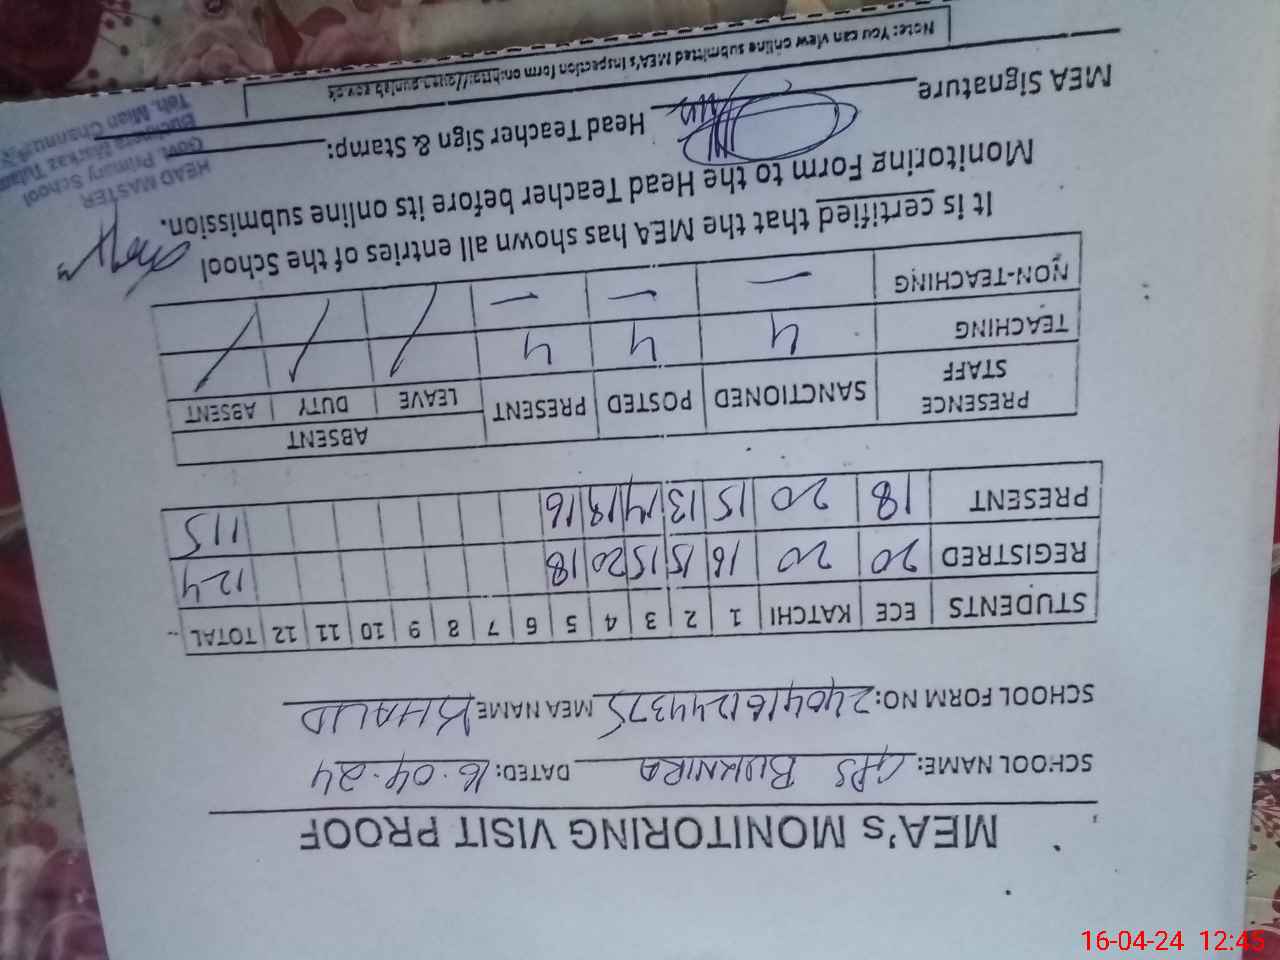 MEA's MONITORING VISIT PROOF
SCHOOL NAME: GPS DATED: 16.04.24
SCHOOL FORM NO: MEA NAME KHALID
STUDENTS ECE KATCHI 1 2 3 4 5 6 7 8 9 10 11 12 TOTAL
REGISTRED 20 20 16 15 15 20 18 124
PRESENT 18 20 15 13 14 19 16 115
PRESENCE STAFF SANCTIONED POSTED PRESENT ABSENT
LEAVE DUTY ABSENT
TEACHING 4 4 4
NON-TEACHING — — —
It is certified that the MEA has shown all entries of the School
Monitoring Form to the Head Teacher before its online submission.
MEA Signature Head Teacher Sign & Stamp:
HEAD MASTER
Govt. Primary School
Markaz
Teh. Mian Channu
Note: You can view online submitted MEA's Inspection form on:
16-04-24 12:45